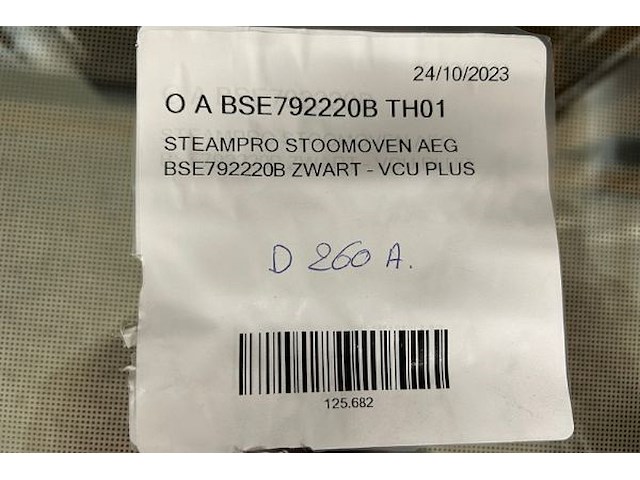 24/10/2023
O A BSE792220B TH01
STEAMPRO STOOMOVEN AEG
BSE792220B ZWART - VCU PLUS
D 260 A.
125.682